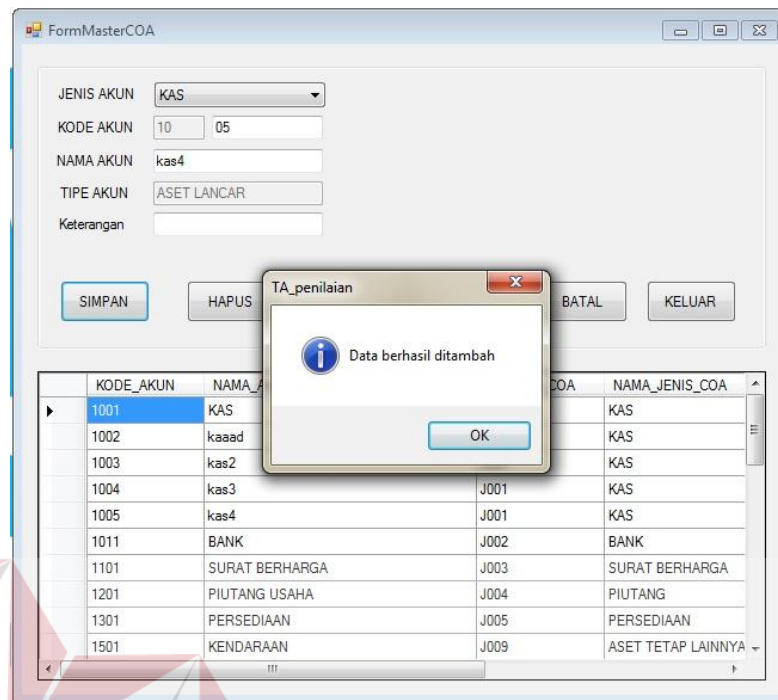 FormMasterCOA
JENIS AKUN KAS
KODE AKUN 10 05
NAMA AKUN kas4
TIPE AKUN ASET LANCAR
Keterangan
SIMPAN HAPUS BATAL KELUAR
TA_penilaian
Data berhasil ditambah
OK
KODE_AKUN NAMA_A COA NAMA_JENIS_COA
1001 KAS KAS
1002 kaaad KAS
1003 kas2 KAS
1004 kas3 J001 KAS
1005 kas4 J001 KAS
1011 BANK J002 BANK
1101 SURAT BERHARGA J003 SURAT BERHARGA
1201 PIUTANG USAHA J004 PIUTANG
1301 PERSEDIAAN J005 PERSEDIAAN
1501 KENDARAAN J009 ASET TETAP LAINNYA